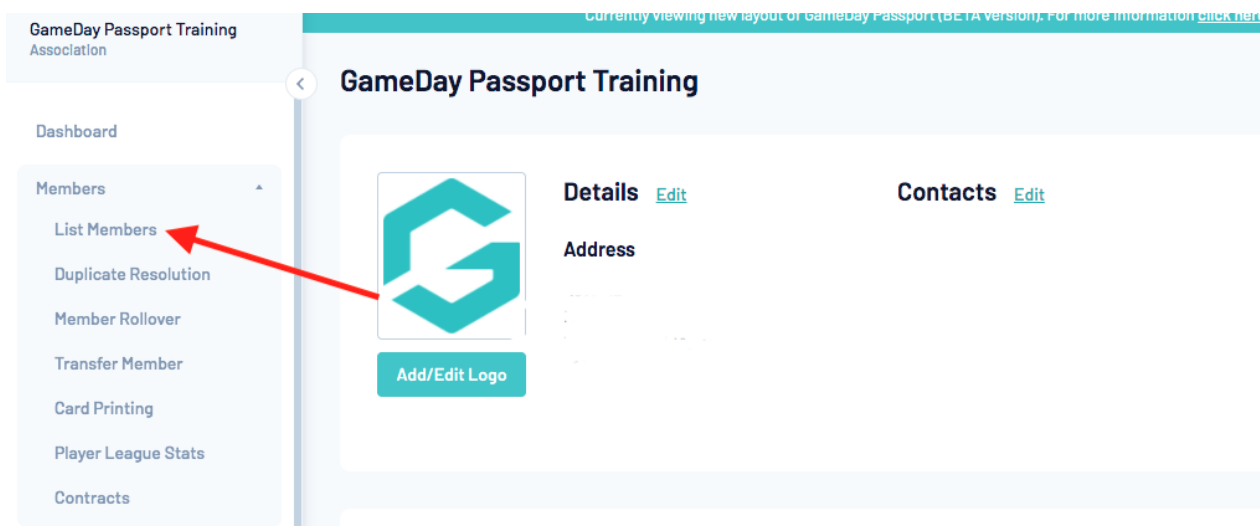 GameDay Passport Training
Association
Currently viewing new layout of GameDay Passport (BETA version). For more information click here
GameDay Passport Training
Dashboard
Members
List Members
Duplicate Resolution
Member Rollover
Transfer Member
Card Printing
Player League Stats
Contracts
Details Edit
Contacts Edit
Address
Add/Edit Logo